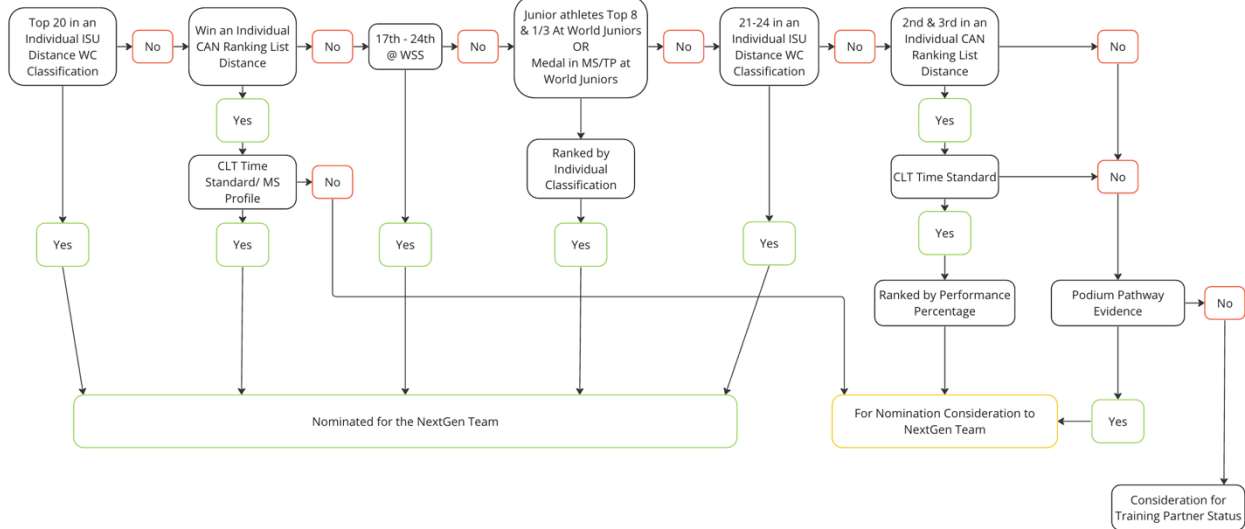 Top 20 in an
Individual ISU
Distance WC
Classification
No
Win an Individual
CAN Ranking List
Distance
No
17th - 24th
@ WSS
No
Junior athletes Top 8
& 1/3 At World Juniors
OR
Medal in MS/TP at
World Juniors
No
21-24 in an
Individual ISU
Distance WC
Classification
No
2nd & 3rd in an
Individual CAN
Ranking List
Distance
No
Yes
Yes
CLT Time
Standard/ MS
Profile
No
Ranked by
Individual
Classification
CLT Time Standard
No
Yes
Yes
Yes
Yes
Yes
Yes
Ranked by Performance
Percentage
Podium Pathway
Evidence
No
Nominated for the NextGen Team
For Nomination Consideration to
NextGen Team
Yes
Consideration for
Training Partner Status